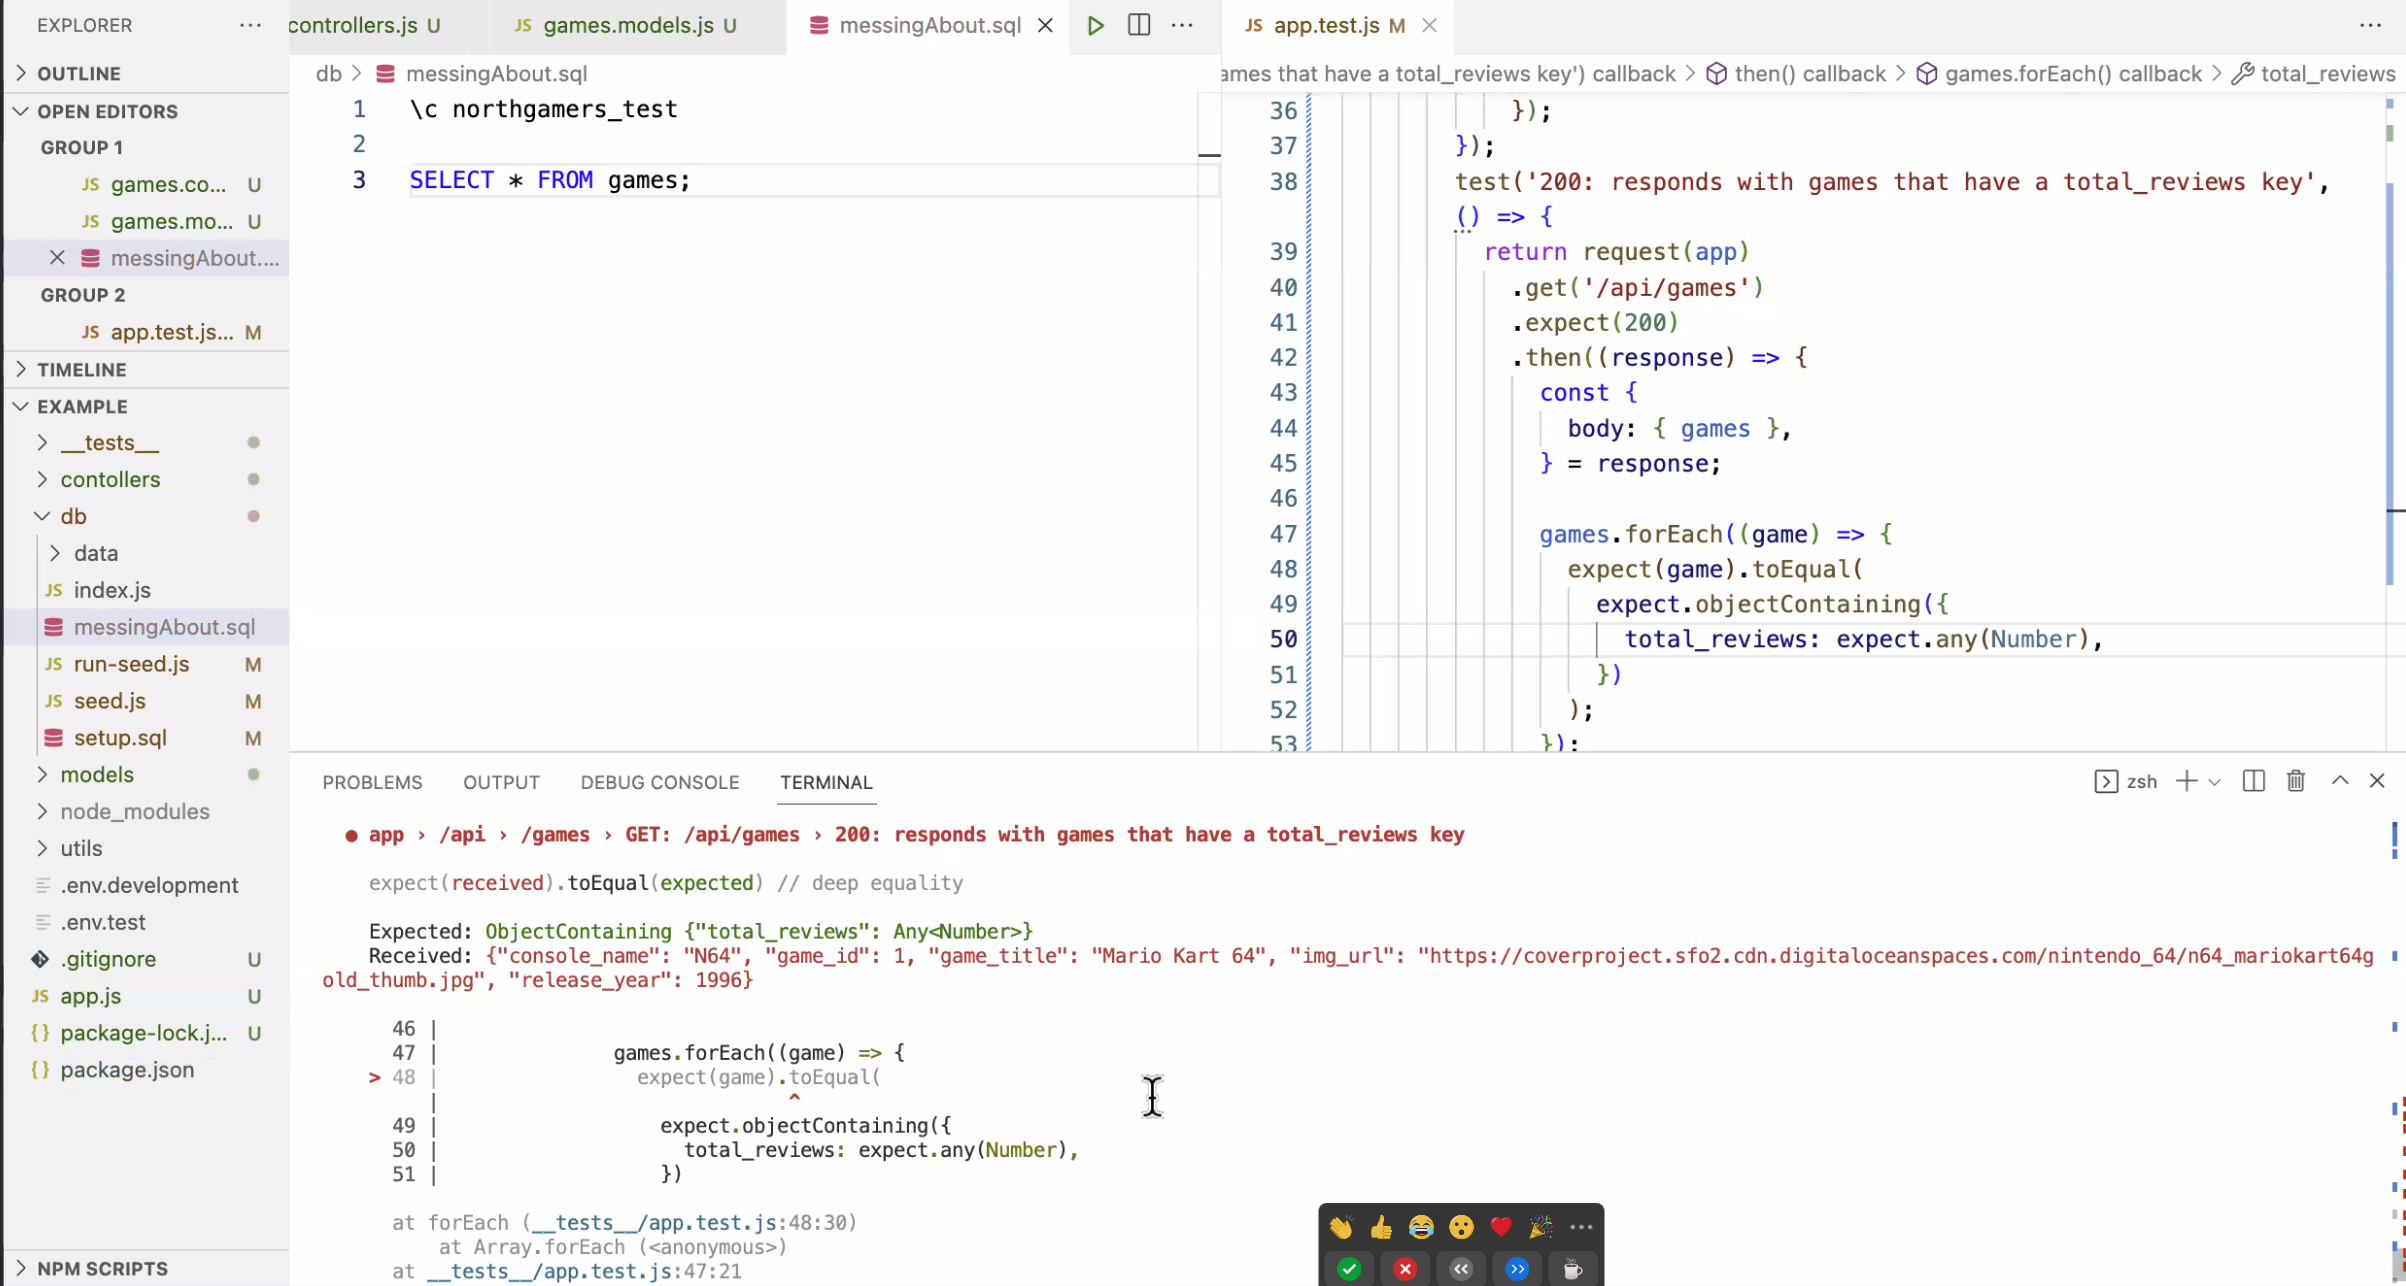 EXPLORER
OUTLINE
OPEN EDITORS
GROUP 1
JS games.co... U
JS games.mo... U
messingAbout....
GROUP 2
JS app.test.js... M
TIMELINE
EXAMPLE
__tests__
contollers
db
data
JS index.js
messingAbout.sql
JS run-seed.js M
JS seed.js M
setup.sql M
models
node_modules
utils
.env.development
.env.test
.gitignore U
JS app.js U
{} package-lock.j... U
{} package.json
NPM SCRIPTS
controllers.js U
JS games.models.js U
messingAbout.sql
db > messingAbout.sql
1 \c northgamers_test
2
3 SELECT * FROM games;
JS app.test.js M
ames that have a total_reviews key') callback > then() callback > games.forEach() callback > total_reviews
36 });
37 });
38 test('200: responds with games that have a total_reviews key',
() => {
39 return request(app)
40 .get('/api/games')
41 .expect(200)
42 .then((response) => {
43 const {
44 body: { games },
45 } = response;
46
47 games.forEach((game) => {
48 expect(game).toEqual(
49 expect.objectContaining({
50 total_reviews: expect.any(Number),
51 })
52 );
53 });
PROBLEMS OUTPUT DEBUG CONSOLE TERMINAL
zsh
● app › /api › /games › GET: /api/games › 200: responds with games that have a total_reviews key
expect(received).toEqual(expected) // deep equality
Expected: ObjectContaining {"total_reviews": Any<Number>}
Received: {"console_name": "N64", "game_id": 1, "game_title": "Mario Kart 64", "img_url": "https://coverproject.sfo2.cdn.digitaloceanspaces.com/nintendo_64/n64_mariokart64g
old_thumb.jpg", "release_year": 1996}
46 |
47 | games.forEach((game) => {
> 48 | expect(game).toEqual(
| ^
49 | expect.objectContaining({
50 | total_reviews: expect.any(Number),
51 | })
at forEach (__tests__/app.test.js:48:30)
at Array.forEach (<anonymous>)
at __tests__/app.test.js:47:21